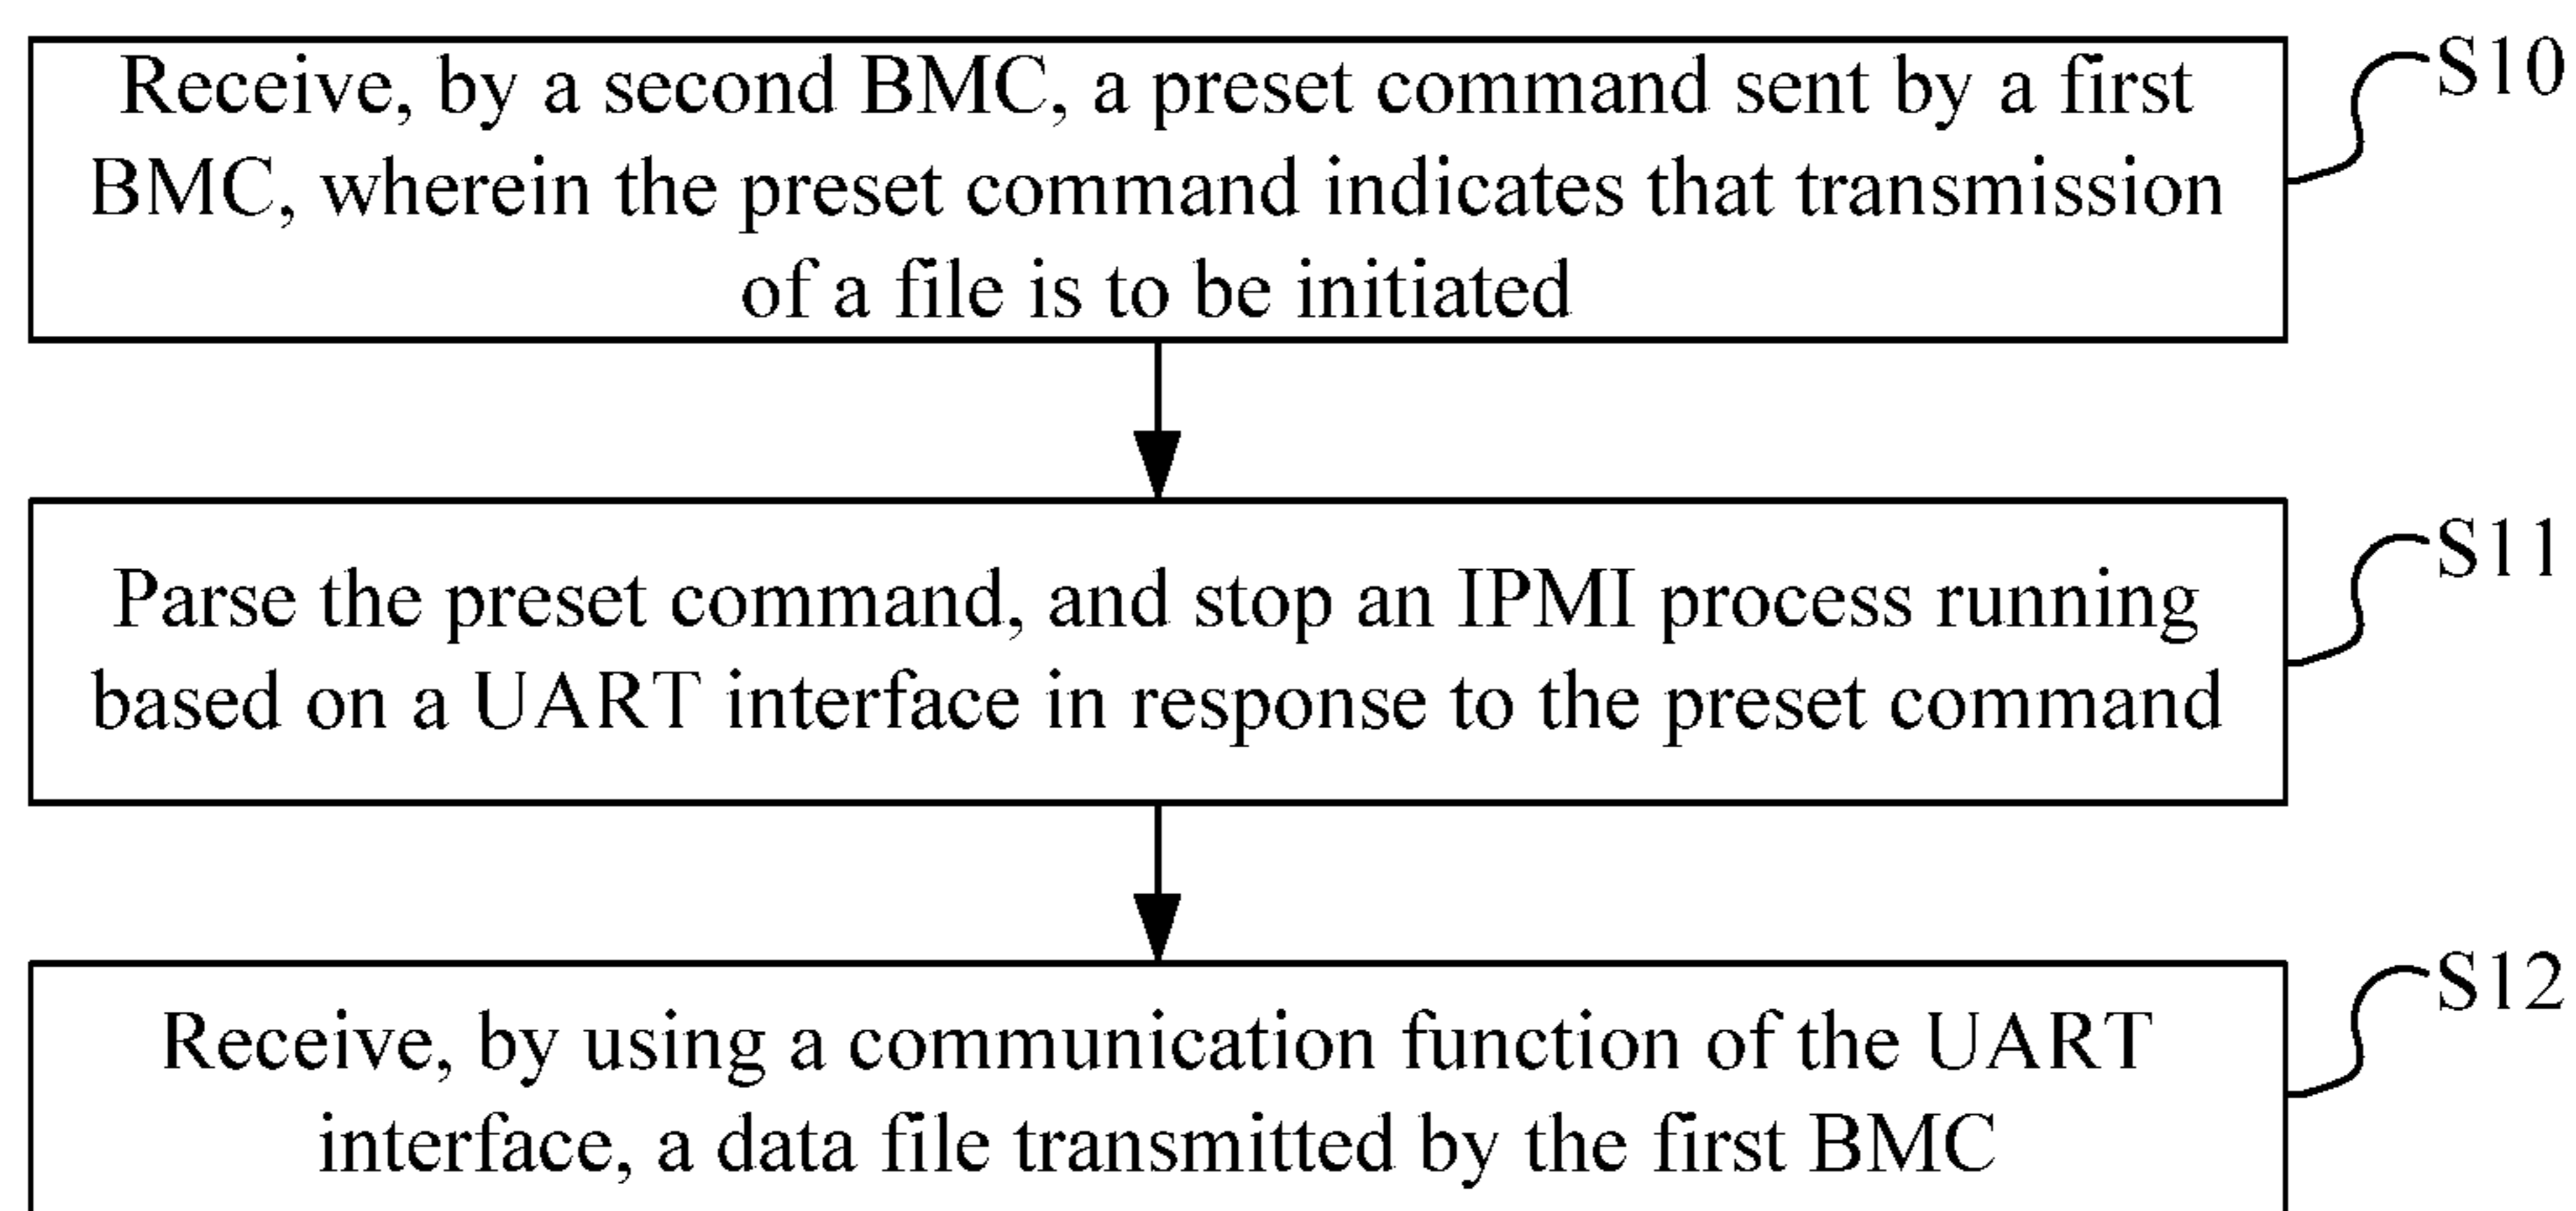 Receive, by a second BMC, a preset command sent by a first
BMC, wherein the preset command indicates that transmission
of a file is to be initiated
S10
Parse the preset command, and stop an IPMI process running
based on a UART interface in response to the preset command
S11
Receive, by using a communication function of the UART
interface, a data file transmitted by the first BMC
S12